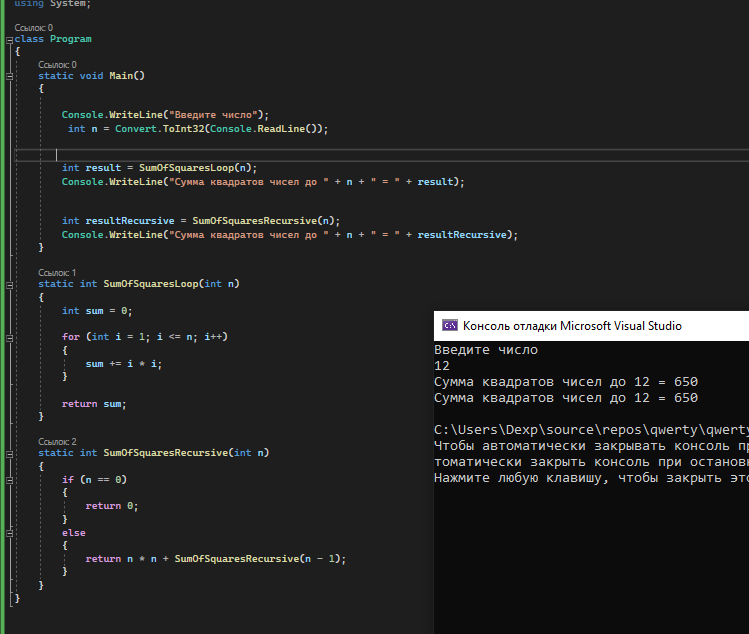 using System;
Ссылок: 0
class Program
{
Ссылок: 0
static void Main()
{
Console.WriteLine("Введите число");
int n = Convert.ToInt32(Console.ReadLine());
int result = SumOfSquaresLoop(n);
Console.WriteLine("Сумма квадратов чисел до " + n + " = " + result);
int resultRecursive = SumOfSquaresRecursive(n);
Console.WriteLine("Сумма квадратов чисел до " + n + " = " + resultRecursive);
}
Ссылок: 1
static int SumOfSquaresLoop(int n)
{
int sum = 0;
for (int i = 1; i <= n; i++)
{
sum += i * i;
}
return sum;
}
Ссылок: 2
static int SumOfSquaresRecursive(int n)
{
if (n == 0)
{
return 0;
}
else
{
return n * n + SumOfSquaresRecursive(n - 1);
}
}
}
Консоль отладки Microsoft Visual Studio
Введите число
12
Сумма квадратов чисел до 12 = 650
Сумма квадратов чисел до 12 = 650
C:\Users\Dexp\source\repos\qwerty\qwerty
Чтобы автоматически закрывать консоль
томатически закрыть консоль при
Нажмите любую клавишу, чтобы закрыть